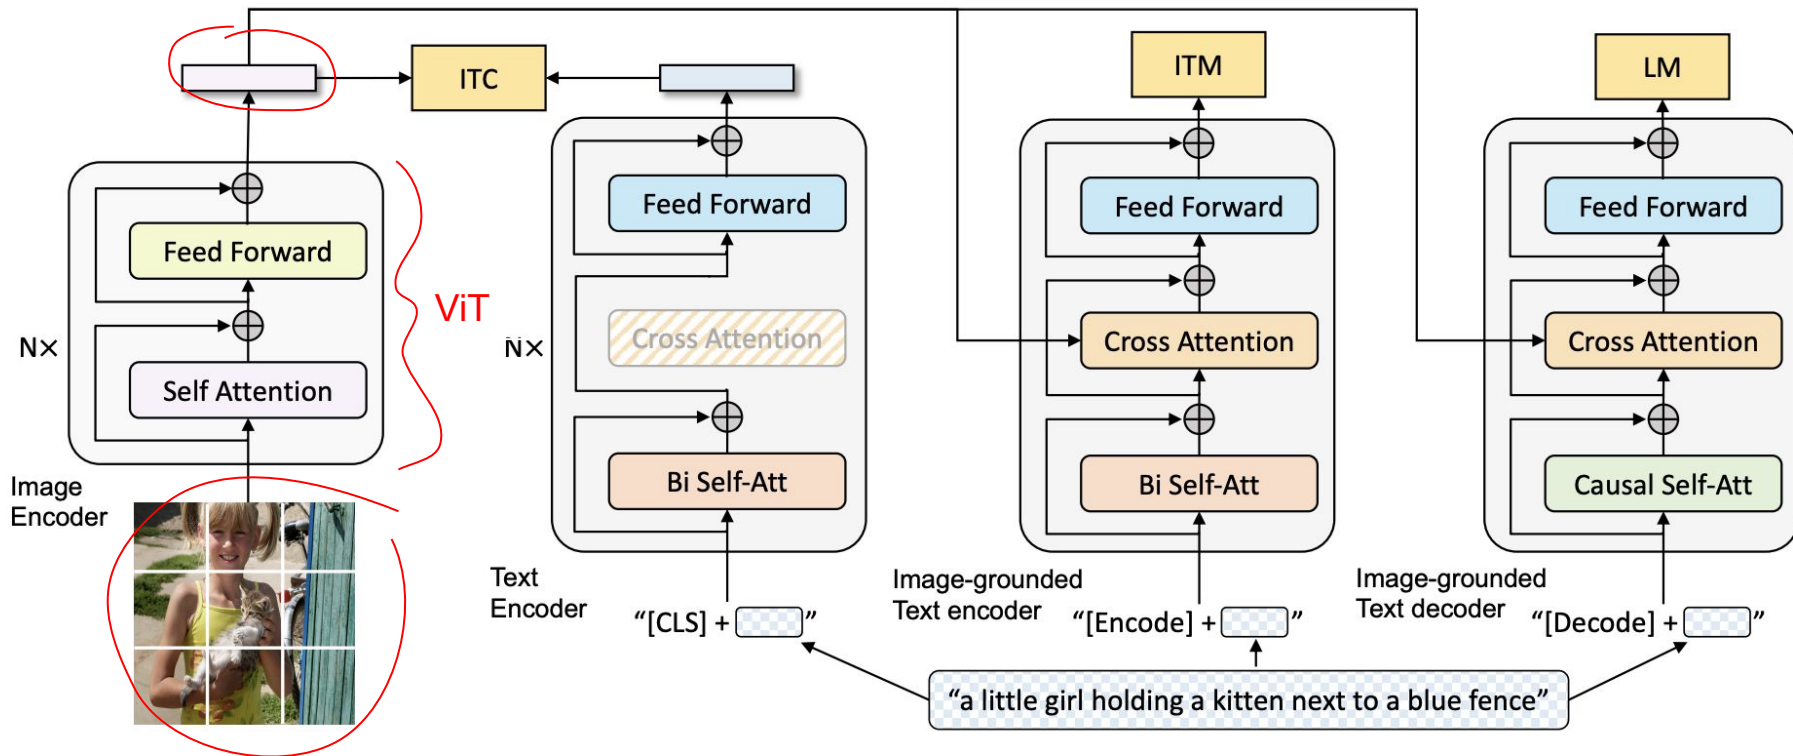 ITC
ITM
LM
Feed Forward
Self Attention
N×
ViT
Image
Encoder
Feed Forward
Cross Attention
Bi Self-Att
N×
Text
Encoder
"[CLS] + "
Feed Forward
Cross Attention
Bi Self-Att
Image-grounded
Text encoder
"[Encode] + "
Feed Forward
Cross Attention
Causal Self-Att
Image-grounded
Text decoder
"[Decode] + "
"a little girl holding a kitten next to a blue fence"